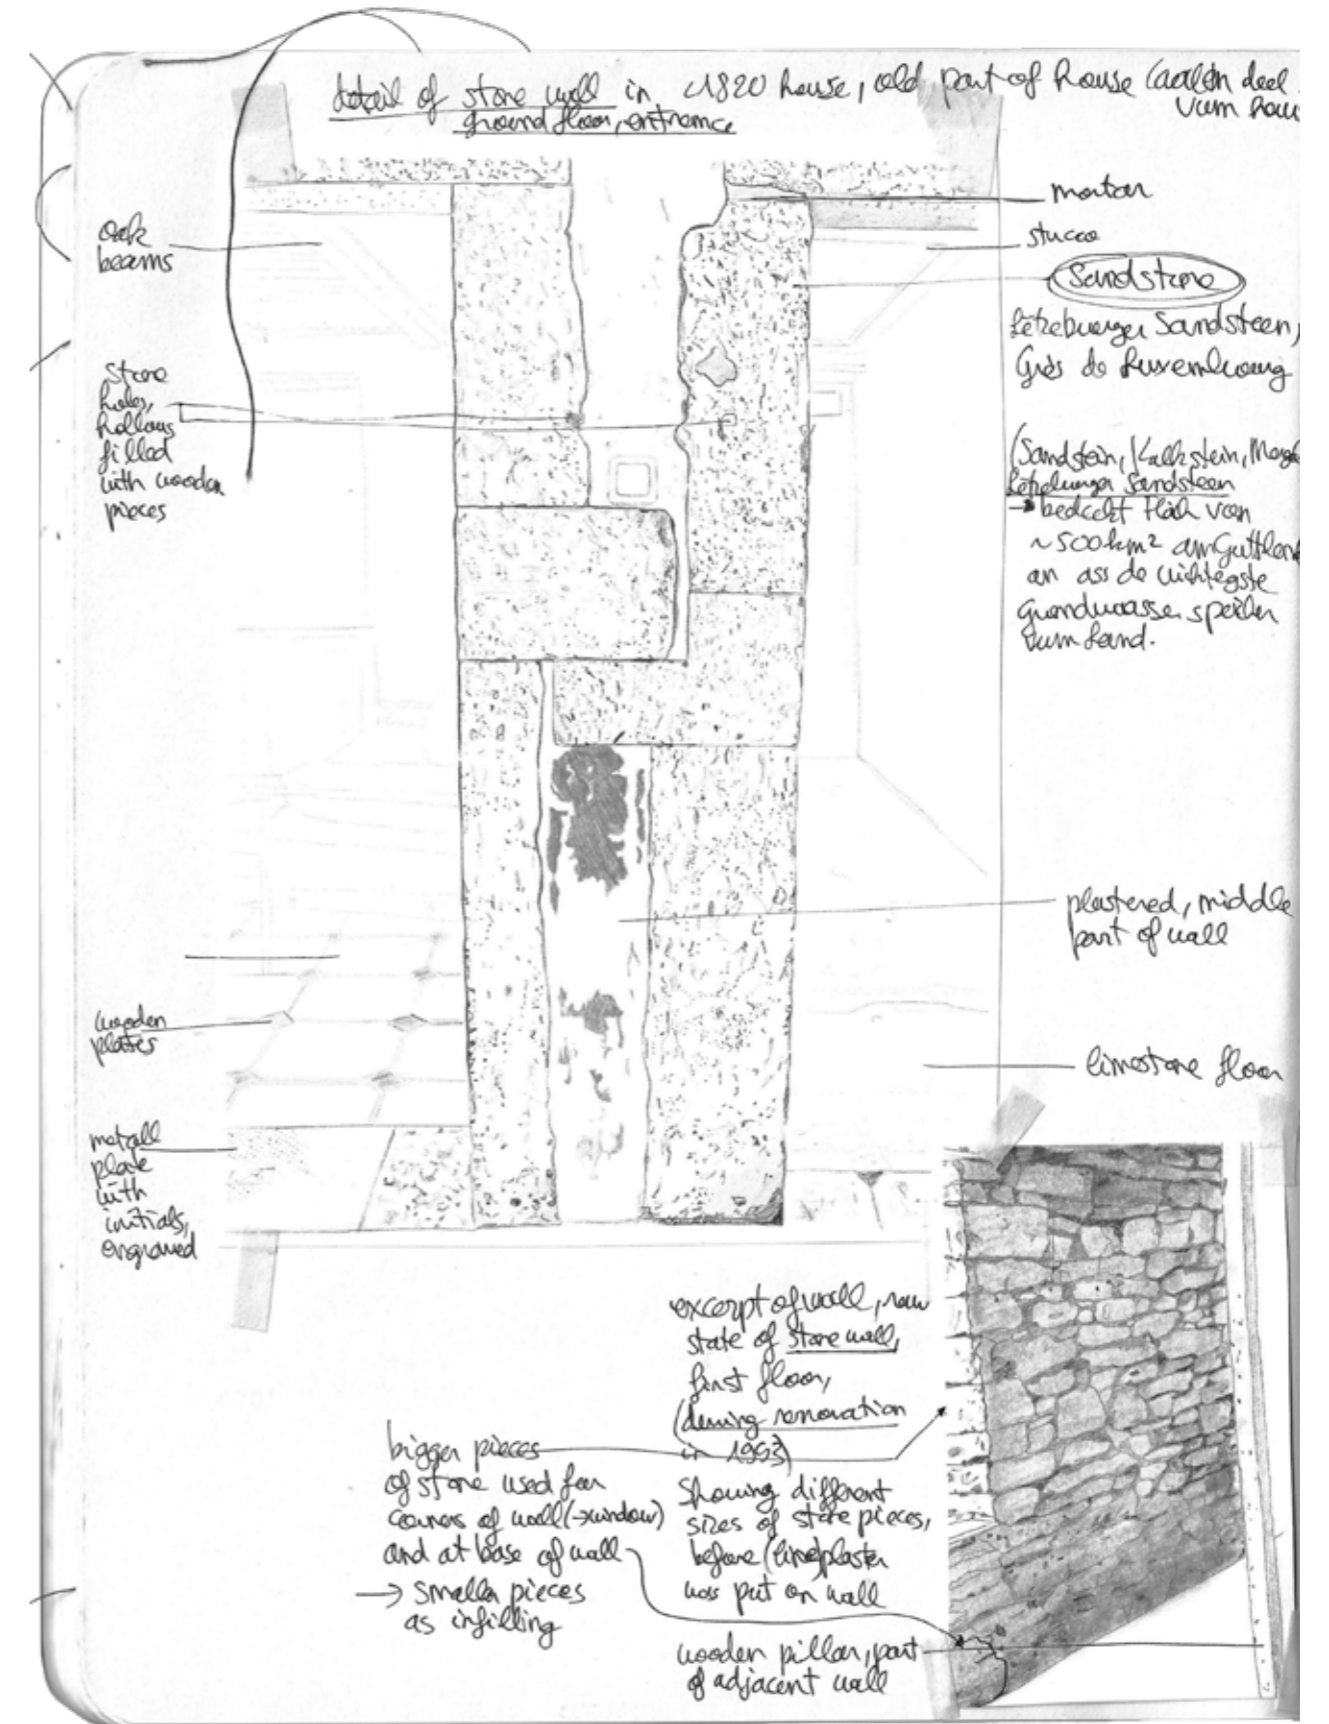 detail of stone wall in <1820 house, old part of house (aalen deel
vum haus
ground floor, entrance
mortar
stucco
Sandstone
Lëtzebuerger Sandsteen,
Grès de Luxembourg
(Sandstein, Kalkstein,
Lëtzebuerger Sandsteen
→ bedeckt Fläch vun
~500km² am Guttland
an ass de wichtegste
Grondwaasser
vum Land.
oak
beams
stone
holes,
hollows
filled
with wooden
pieces
plastered, middle
part of wall
wooden
plates
limestone floor
metall
plate
with
initials,
engraved
excerpt of wall, raw
state of stone wall,
first floor,
(during renovation
in 1993)
showing different
sizes of stone pieces,
before (lime)plaster
was put on wall
bigger pieces
of stone used for
corners of wall (→window)
and at base of wall
→ smaller pieces
as infilling
wooden pillar, part
of adjacent wall